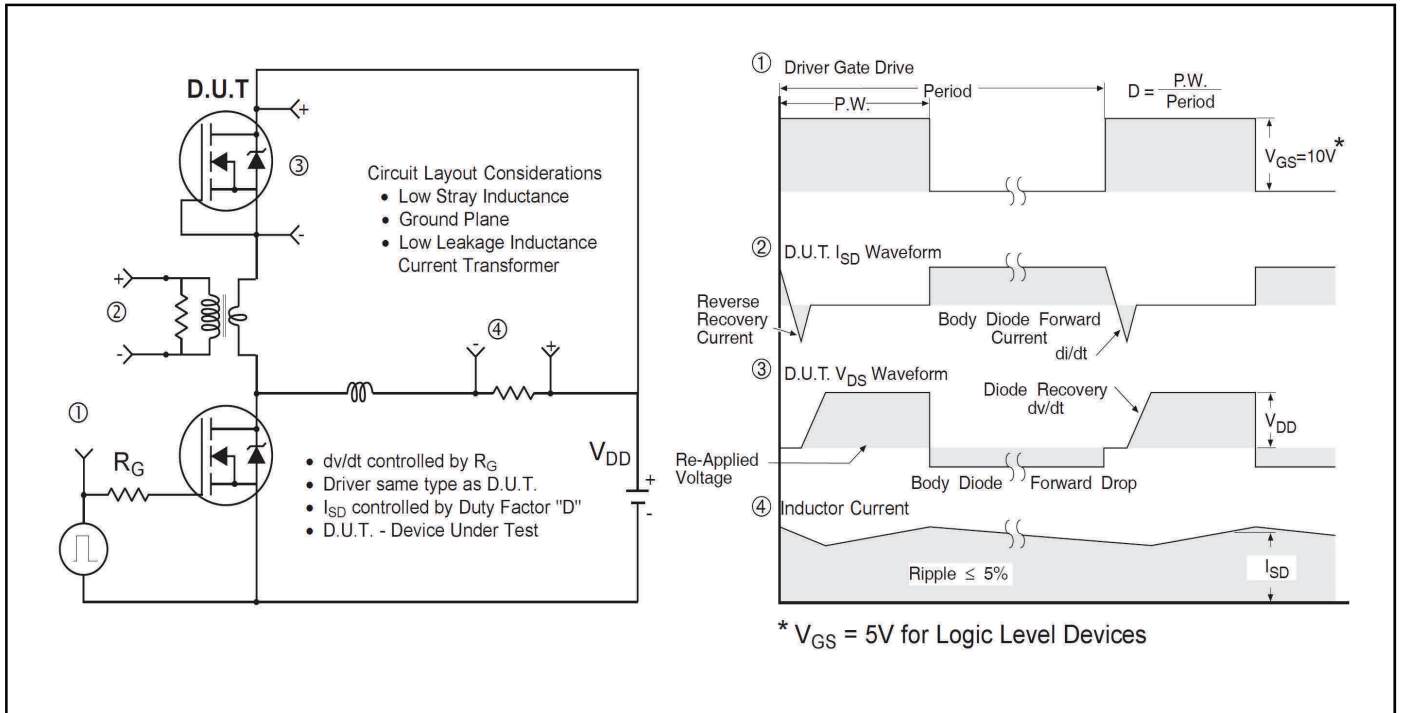 D.U.T
+
③
-
Circuit Layout Considerations
• Low Stray Inductance
• Ground Plane
• Low Leakage Inductance
Current Transformer
+
②
-
④
-
+
①
R_G
• dv/dt controlled by R_G
• Driver same type as D.U.T.
• I_SD controlled by Duty Factor "D"
• D.U.T. - Device Under Test
V_DD
+
-
① Driver Gate Drive
Period
P.W.
D = P.W.
Period
V_GS=10V *
② D.U.T. I_SD Waveform
Reverse
Recovery
Current
Body Diode Forward
Current
di/dt
③ D.U.T. V_DS Waveform
Diode Recovery
dv/dt
V_DD
Re-Applied
Voltage
Body Diode Forward Drop
④ Inductor Current
Ripple ≤ 5%
I_SD
* V_GS = 5V for Logic Level Devices